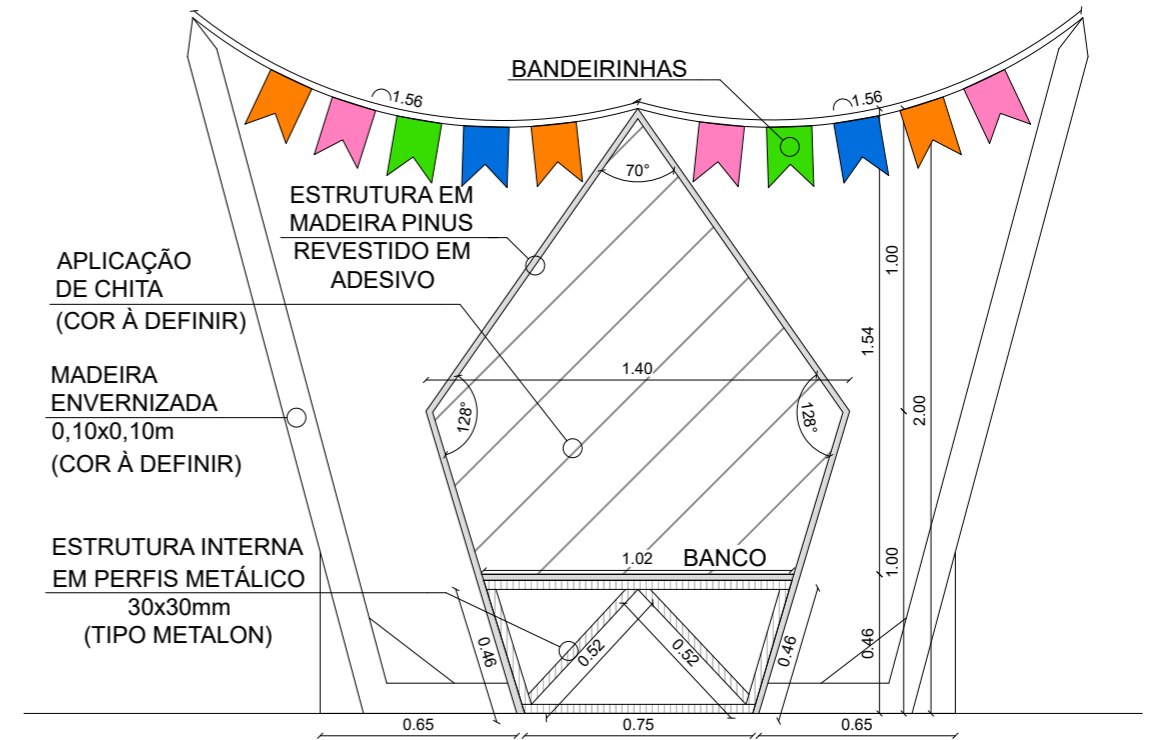 BANDEIRINHAS
1.56
1.56
70°
ESTRUTURA EM
MADEIRA PINUS
REVESTIDO EM
ADESIVO
APLICAÇÃO
DE CHITA
(COR À DEFINIR)
1.00
1.54
2.00
1.40
MADEIRA
ENVERNIZADA
0,10x0,10m
(COR À DEFINIR)
128°
128°
ESTRUTURA INTERNA
EM PERFIS METÁLICO
30x30mm
(TIPO METALON)
1.02
BANCO
1.00
0.46
0.52
0.52
0.46
0.46
0.65
0.75
0.65